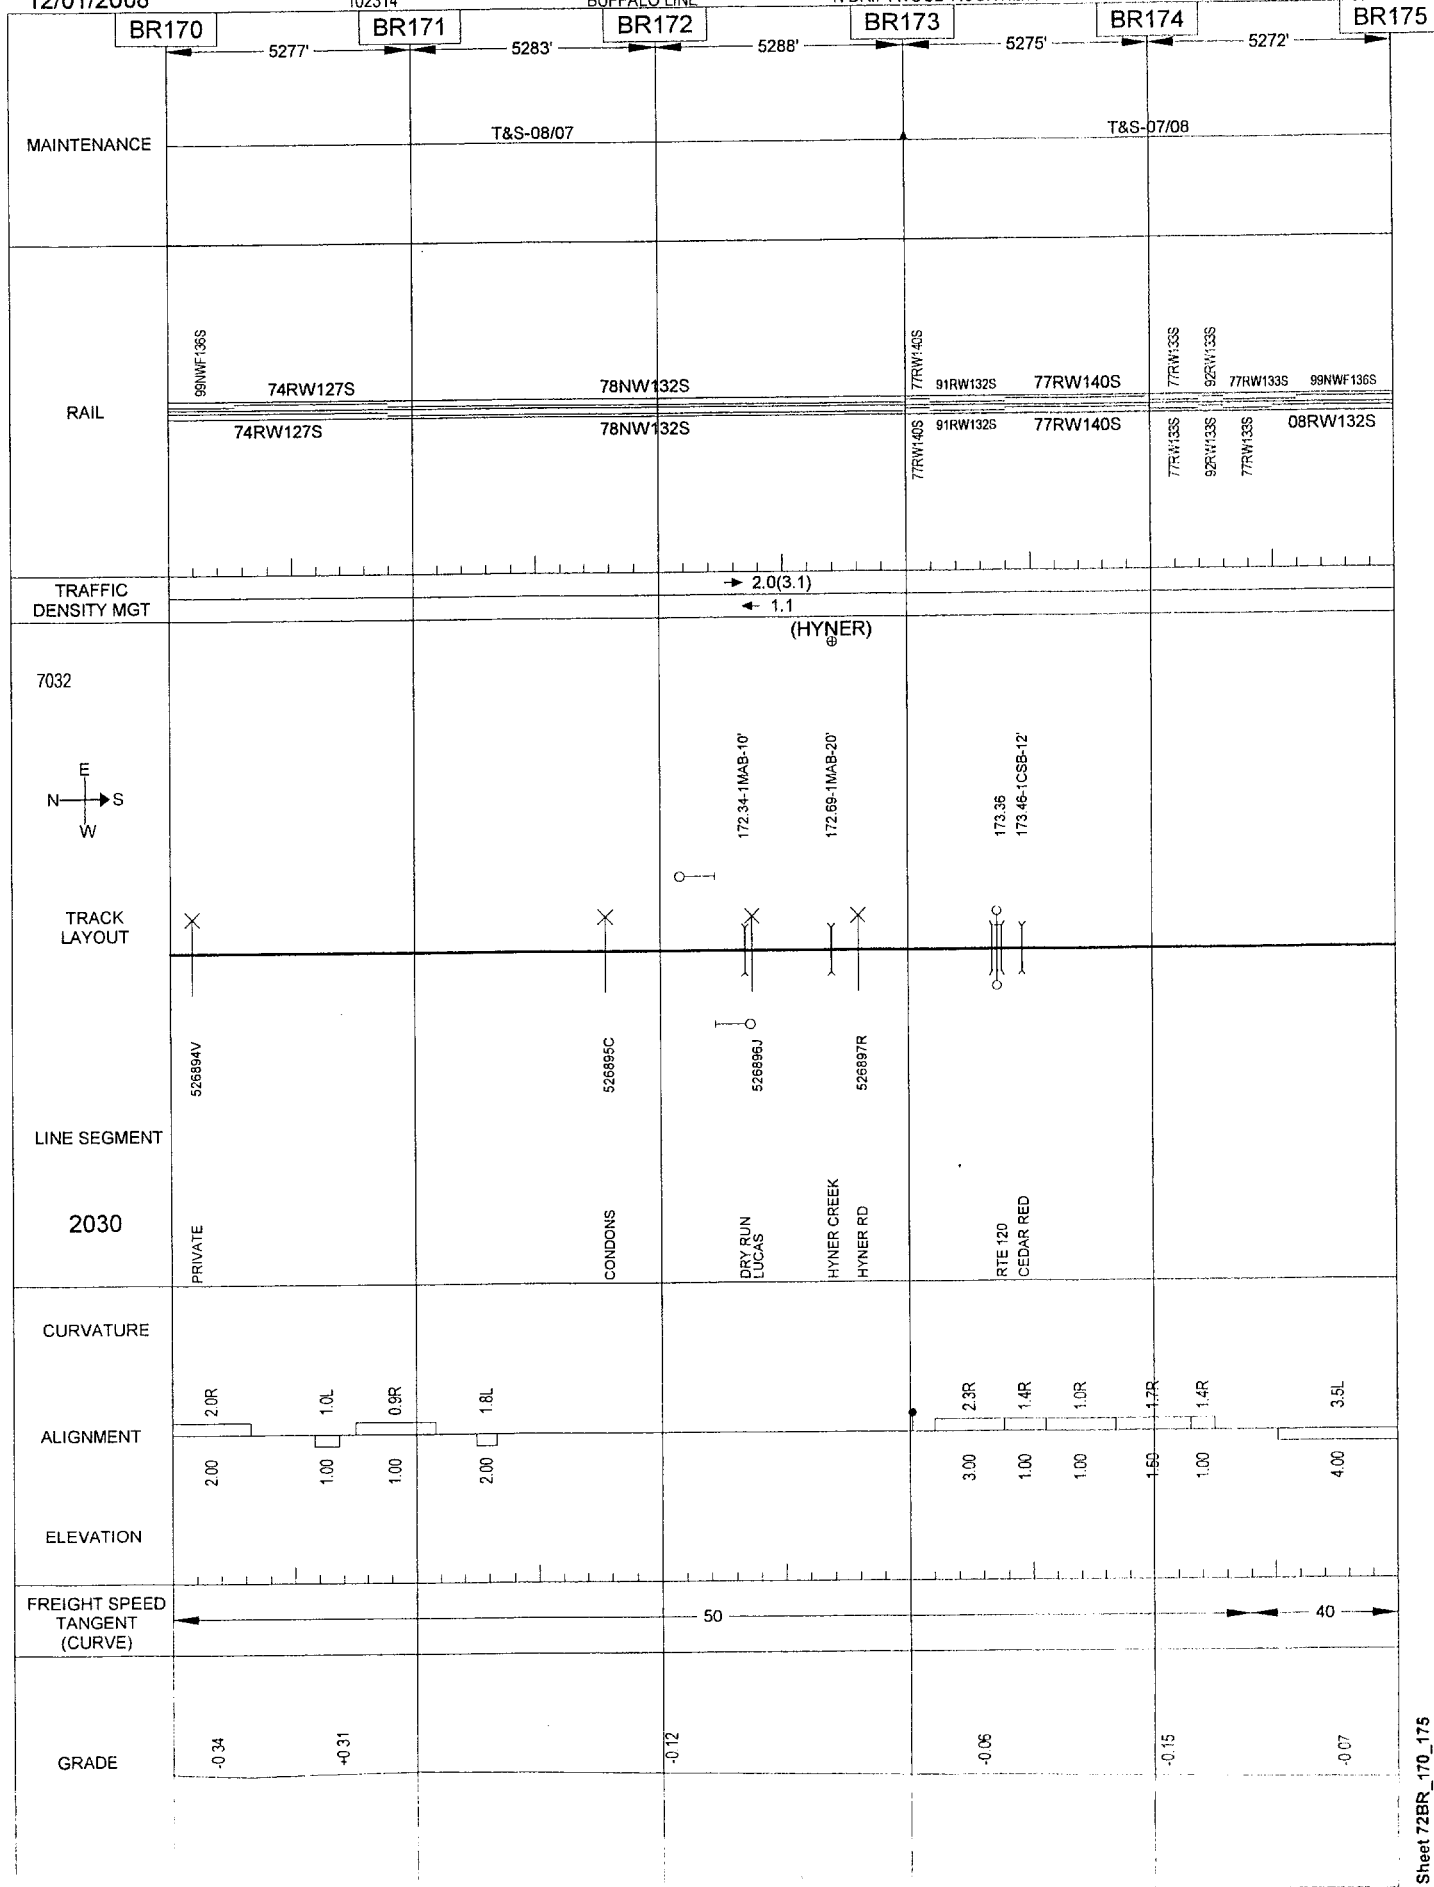 12/01/2008
102314
BUFFALO LINE
BR170
BR171
BR172
BR173
BR174
BR175
5277'
5283'
5288'
5275'
5272'
MAINTENANCE
T&S-08/07
T&S-07/08
RAIL
99NWF136S
74RW127S
78NW132S
77RW140S
91RW132S
77RW140S
77RW133S
92RW133S
77RW133S
99NWF136S
74RW127S
78NW132S
77RW140S
91RW132S
77RW140S
77RW133S
92RW133S
77RW133S
08RW132S
TRAFFIC
DENSITY MGT
2.0(3.1)
1.1
(HYNER)
7032
E
N
S
W
172.34-1MAB-10'
172.69-1MAB-20'
173.36
173.46-1CSB-12'
TRACK
LAYOUT
526894V
526895C
526896J
526897R
LINE SEGMENT
2030
PRIVATE
CONDONS
DRY RUN
LUCAS
HYNER CREEK
HYNER RD
RTE 120
CEDAR RED
CURVATURE
2.0R
1.0L
0.9R
1.8L
2.3R
1.4R
1.0R
1.7R
1.4R
3.5L
ALIGNMENT
2.00
1.00
1.00
2.00
3.00
1.00
1.00
1.50
1.00
4.00
ELEVATION
FREIGHT SPEED
TANGENT
(CURVE)
50
40
GRADE
-0.34
+0.31
-0.12
-0.06
-0.15
-0.07
Sheet 72BR_170_175